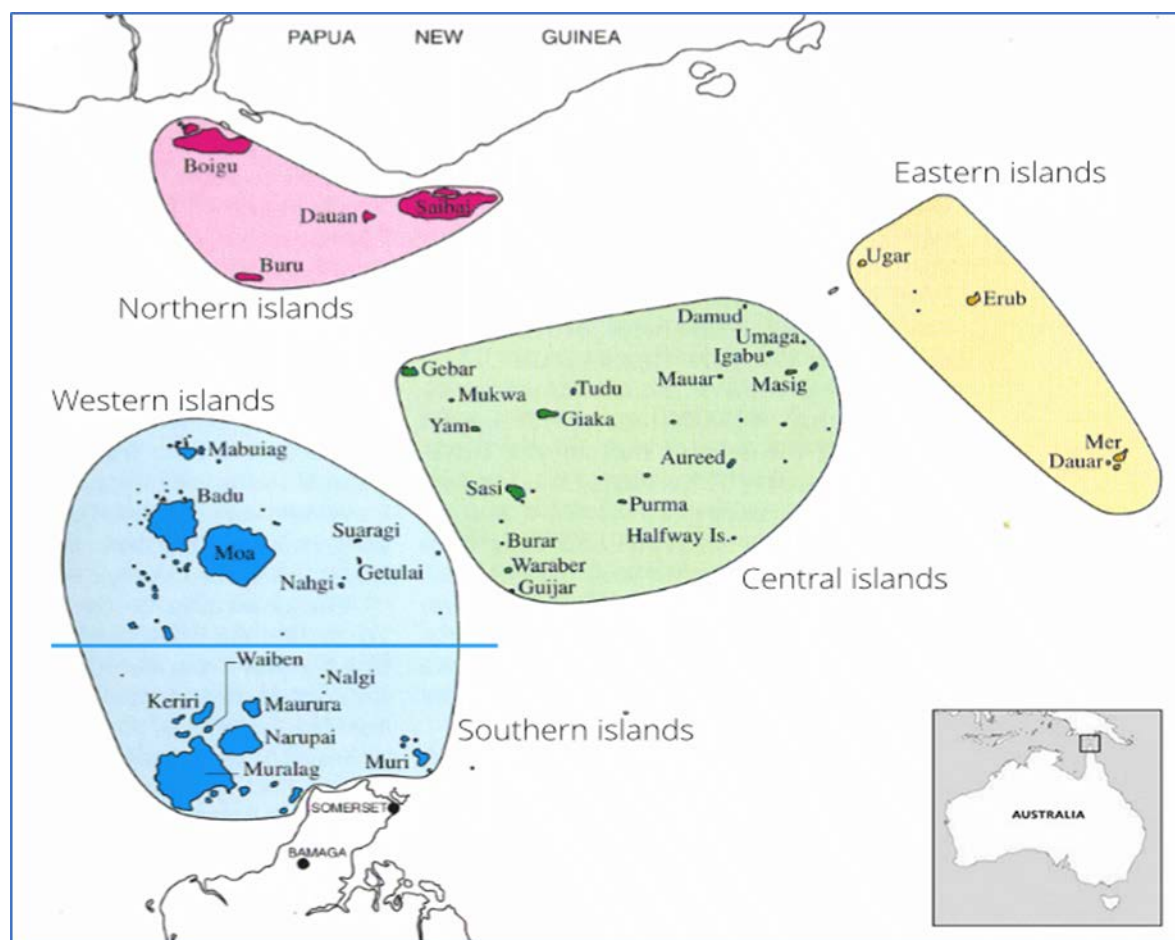 PAPUA NEW GUINEA
Boigu
Dauan
Saibai
Buru
Northern islands
Eastern islands
Ugar
Erub
Mer
Dauar
Damud
Umaga
Igabu
Gebar
Mukwa
Tudu
Mauar
Masig
Yam
Giaka
Aureed
Sasi
Purma
Burar
Halfway Is.
Waraber
Guijar
Central islands
Western islands
Mabuiag
Badu
Moa
Suaragi
Getulai
Nahgi
Waiben
Nalgi
Keriri
Maurura
Narupai
Southern islands
Muralag
Muri
SOMERSET
BAMAGA
AUSTRALIA